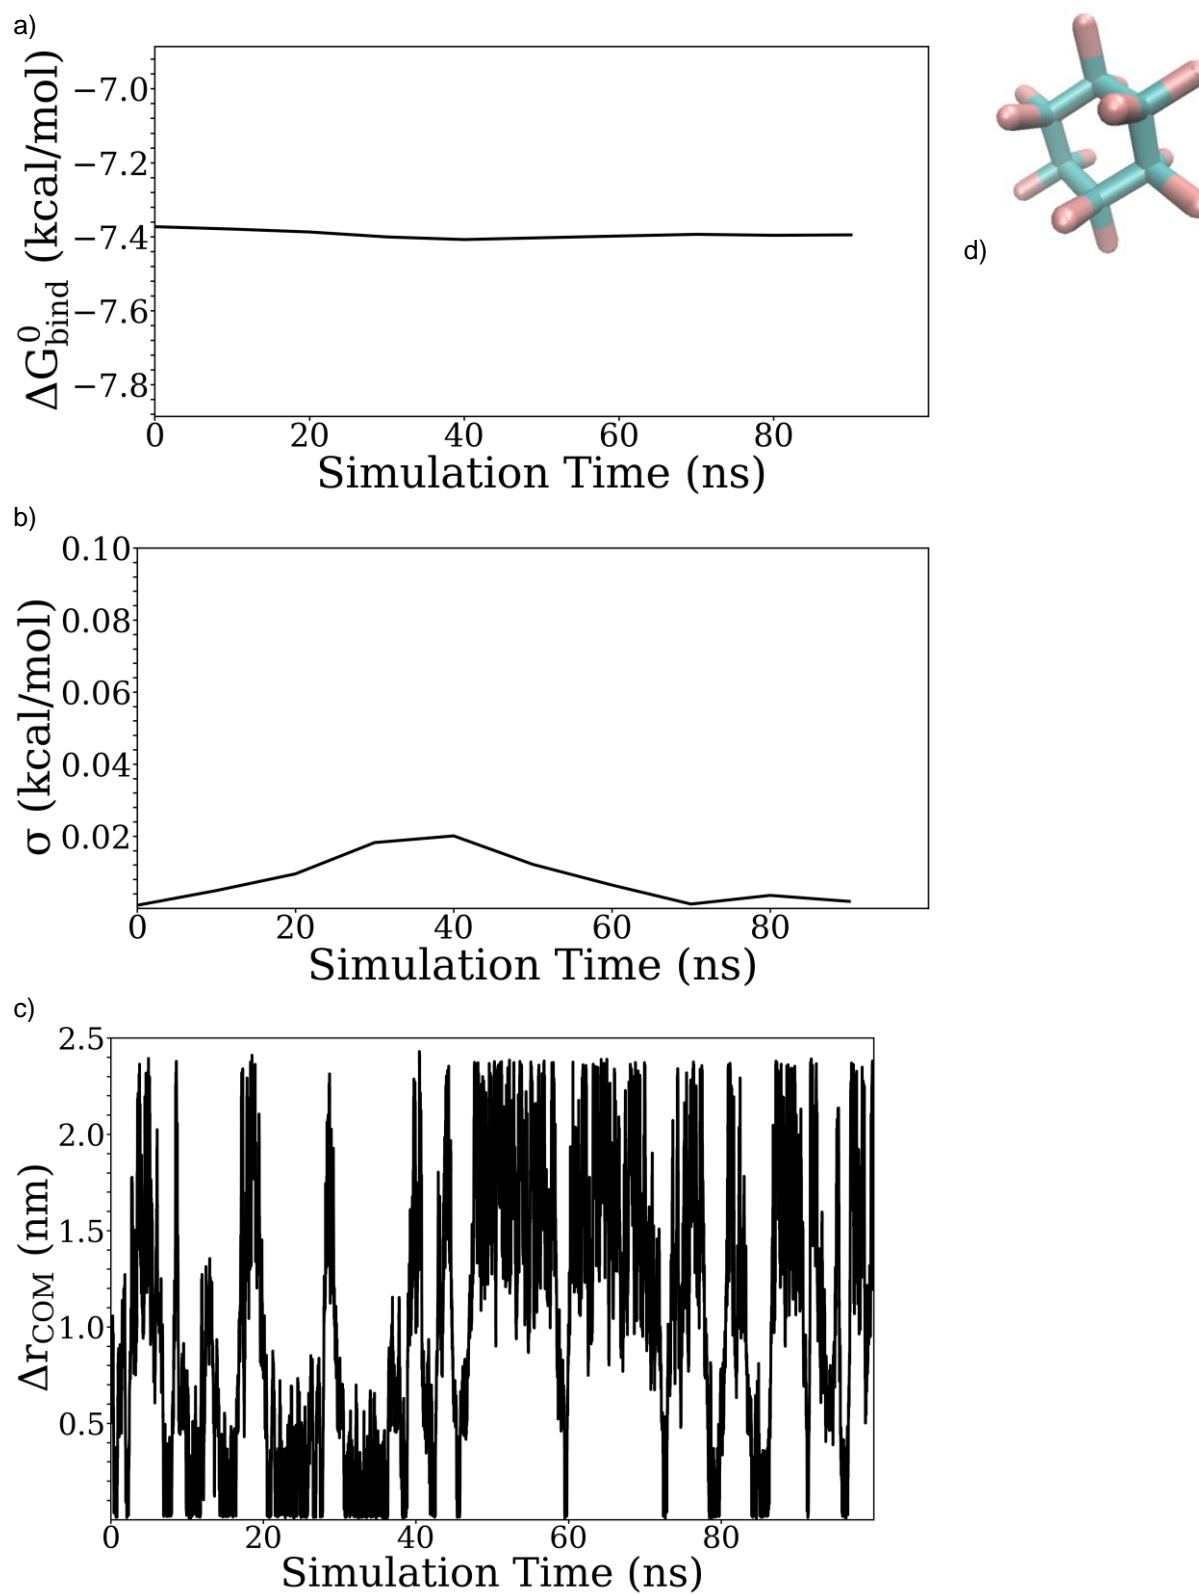 a)
ΔG⁰bind (kcal/mol)
−7.0
−7.2
−7.4
−7.6
−7.8
0 20 40 60 80
Simulation Time (ns)
d)
b)
σ (kcal/mol)
0.10
0.08
0.06
0.04
0.02
0 20 40 60 80
Simulation Time (ns)
c)
ΔrCOM (nm)
2.5
2.0
1.5
1.0
0.5
0 20 40 60 80
Simulation Time (ns)